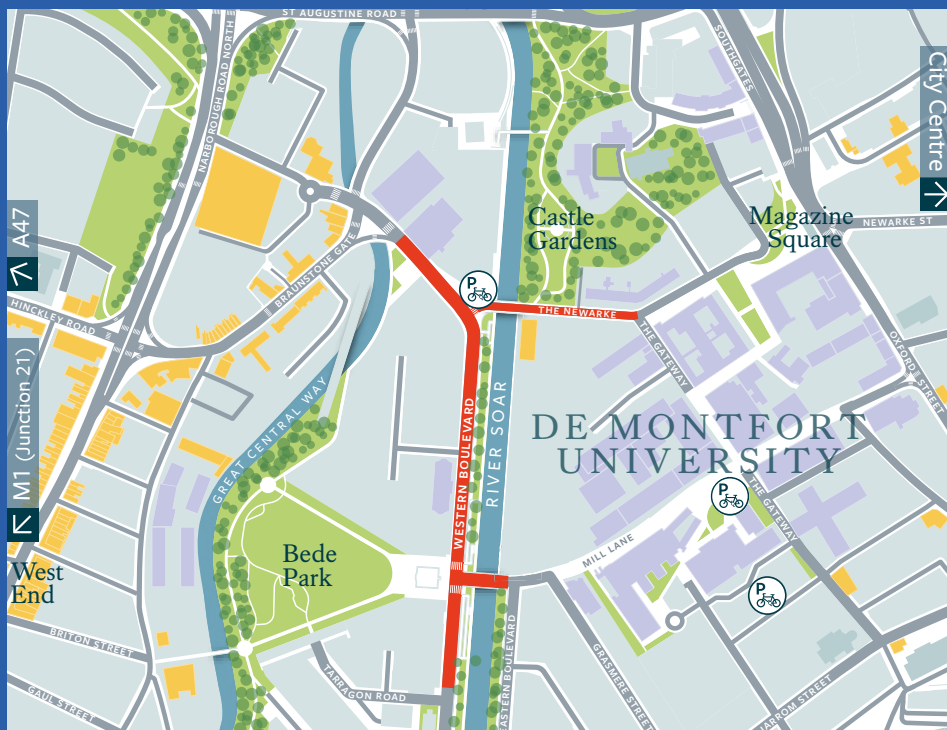 ST AUGUSTINE ROAD
NARBOROUGH ROAD NORTH
SOUTHGATES
City Centre
A47
Castle
Gardens
Magazine
Square
NEWARKE ST
BRAUNSTONE GATE
P
HINCKLEY ROAD
THE NEWARKE
THE GATEWAY
OXFORD STREET
M1 (Junction 21)
GREAT CENTRAL WAY
WESTERN BOULEVARD
RIVER SOAR
DE MONTFORT
UNIVERSITY
P
THE GATEWAY
MILL LANE
Bede
Park
West
End
P
BRITON STREET
GAUL STREET
TARRAGON ROAD
EASTERN BOULEVARD
GRASMERE STREET
JARROM STREET